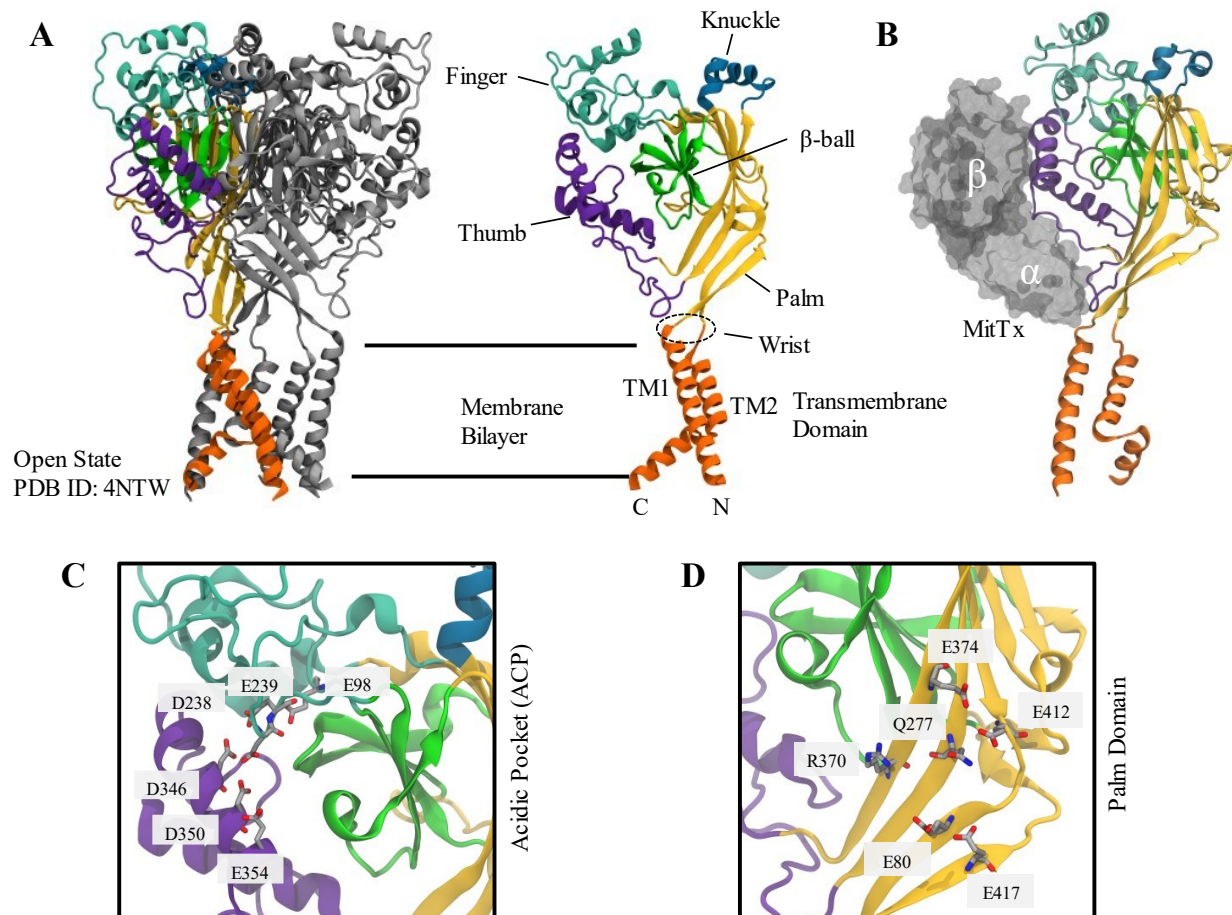 A
Knuckle
B
Finger
β-ball
β
Thumb
α
Palm
MitTx
Wrist
TM1
TM2
Transmembrane
Domain
Membrane
Bilayer
Open State
PDB ID: 4NTW
C
N
C
D
E239
E98
D238
D346
D350
E354
Acidic Pocket (ACP)
E374
Q277
E412
R370
E80
E417
Palm Domain